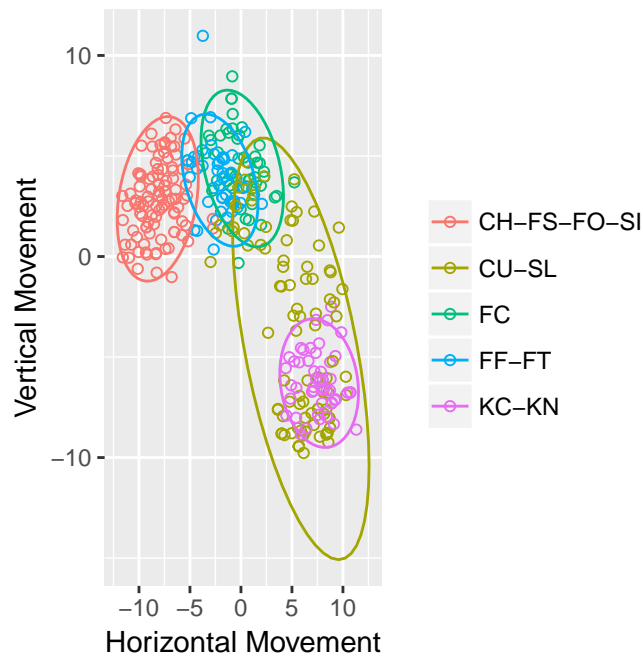 10
0
−10
Vertical Movement
−10 −5 0 5 10
Horizontal Movement
CH−FS−FO−SI
CU−SL
FC
FF−FT
KC−KN